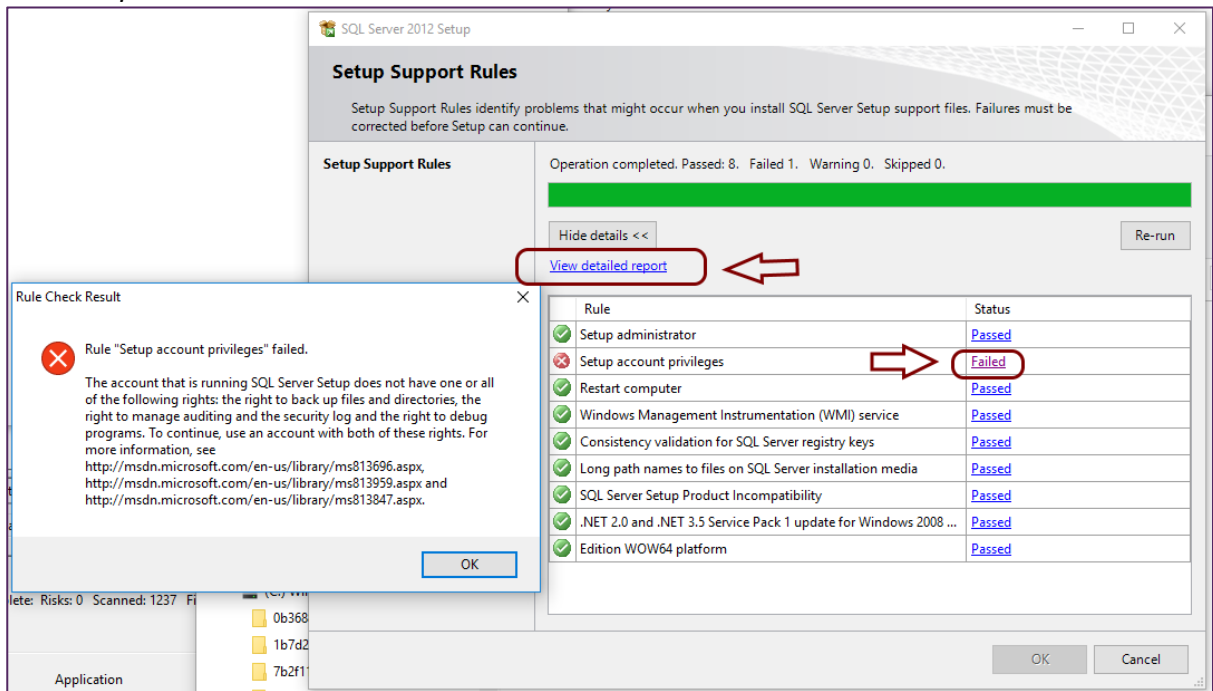 SQL Server 2012 Setup
Setup Support Rules
Setup Support Rules identify problems that might occur when you install SQL Server Setup support files. Failures must be
corrected before Setup can continue.
Setup Support Rules
Operation completed. Passed: 8. Failed 1. Warning 0. Skipped 0.
Hide details <<
Re-run
View detailed report
Rule Status
Setup administrator Passed
Setup account privileges Failed
Restart computer Passed
Windows Management Instrumentation (WMI) service Passed
Consistency validation for SQL Server registry keys Passed
Long path names to files on SQL Server installation media Passed
SQL Server Setup Product Incompatibility Passed
.NET 2.0 and .NET 3.5 Service Pack 1 update for Windows 2008 ... Passed
Edition WOW64 platform Passed
OK Cancel
Rule Check Result
Rule "Setup account privileges" failed.
The account that is running SQL Server Setup does not have one or all
of the following rights: the right to back up files and directories, the
right to manage auditing and the security log and the right to debug
programs. To continue, use an account with both of these rights. For
more information, see
http://msdn.microsoft.com/en-us/library/ms813696.aspx,
http://msdn.microsoft.com/en-us/library/ms813959.aspx and
http://msdn.microsoft.com/en-us/library/ms813847.aspx.
OK
lete: Risks: 0 Scanned: 1237 Fi
0b368
1b7d2
7b2f1
Application